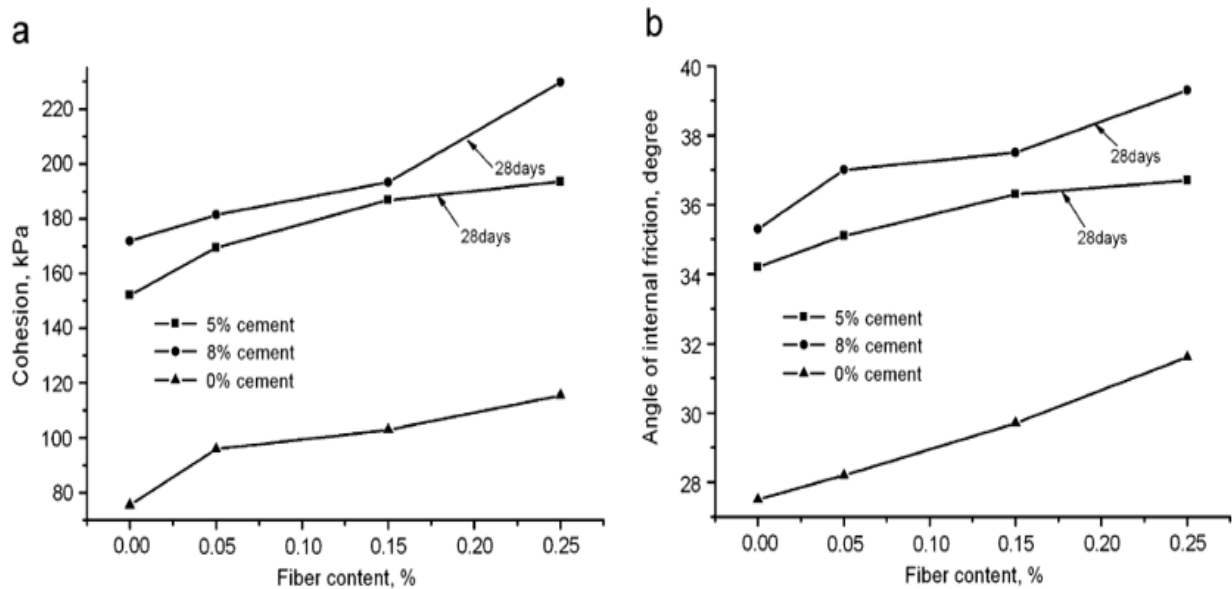 a
Cohesion, kPa
220
200
180
160
140
120
100
80
28days
28days
5% cement
8% cement
0% cement
0.00 0.05 0.10 0.15 0.20 0.25
Fiber content, %
b
Angle of internal friction, degree
40
38
36
34
32
30
28
28days
28days
5% cement
8% cement
0% cement
0.00 0.05 0.10 0.15 0.20 0.25
Fiber content, %